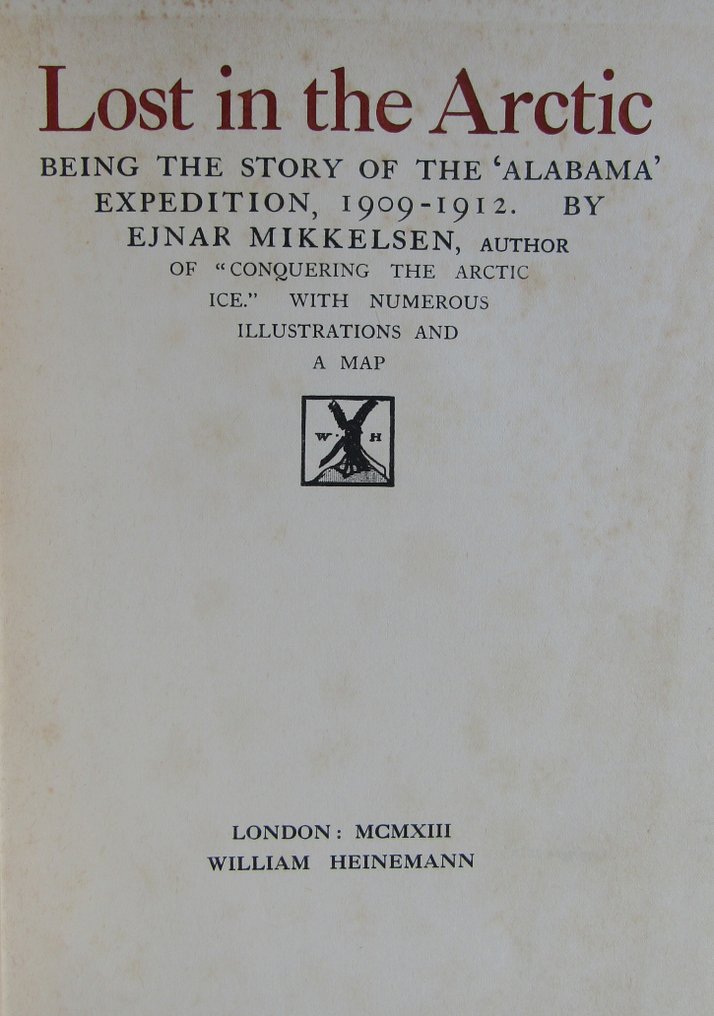 Lost in the Arctic
BEING THE STORY OF THE ‘ALABAMA’
EXPEDITION, 1909-1912. BY
EJNAR MIKKELSEN, AUTHOR
OF “CONQUERING THE ARCTIC
ICE.” WITH NUMEROUS
ILLUSTRATIONS AND
A MAP
W · H
LONDON: MCMXIII
WILLIAM HEINEMANN